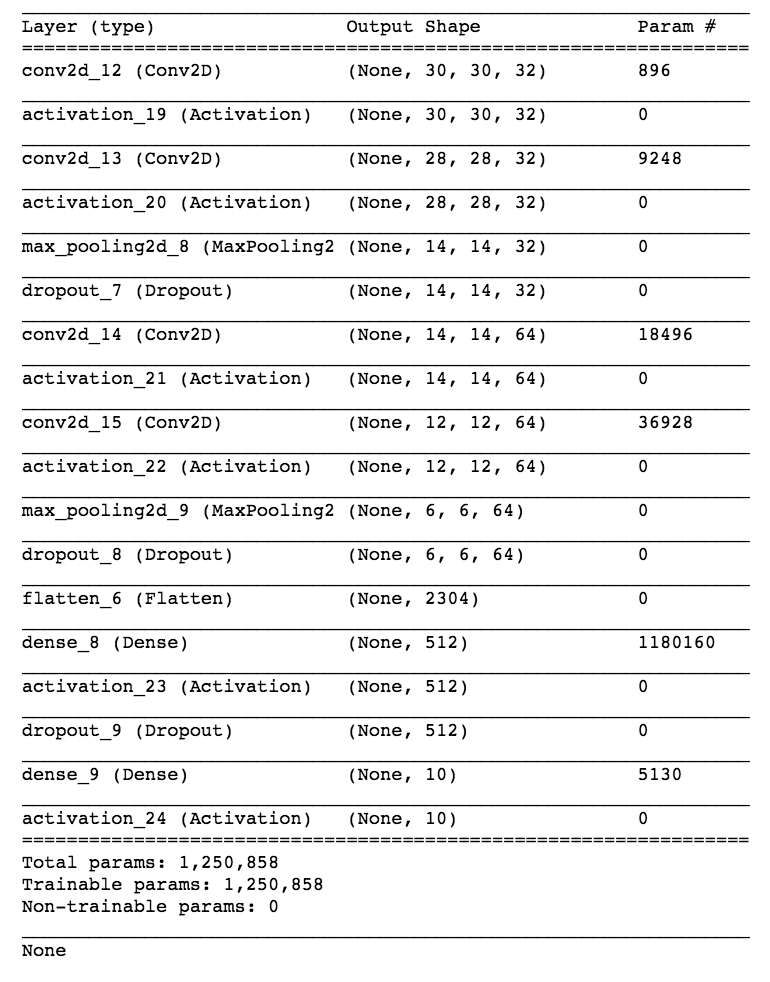 Layer (type) Output Shape Param #
=================================================================
conv2d_12 (Conv2D) (None, 30, 30, 32) 896
activation_19 (Activation) (None, 30, 30, 32) 0
conv2d_13 (Conv2D) (None, 28, 28, 32) 9248
activation_20 (Activation) (None, 28, 28, 32) 0
max_pooling2d_8 (MaxPooling2 (None, 14, 14, 32) 0
dropout_7 (Dropout) (None, 14, 14, 32) 0
conv2d_14 (Conv2D) (None, 14, 14, 64) 18496
activation_21 (Activation) (None, 14, 14, 64) 0
conv2d_15 (Conv2D) (None, 12, 12, 64) 36928
activation_22 (Activation) (None, 12, 12, 64) 0
max_pooling2d_9 (MaxPooling2 (None, 6, 6, 64) 0
dropout_8 (Dropout) (None, 6, 6, 64) 0
flatten_6 (Flatten) (None, 2304) 0
dense_8 (Dense) (None, 512) 1180160
activation_23 (Activation) (None, 512) 0
dropout_9 (Dropout) (None, 512) 0
dense_9 (Dense) (None, 10) 5130
activation_24 (Activation) (None, 10) 0
=================================================================
Total params: 1,250,858
Trainable params: 1,250,858
Non-trainable params: 0
None